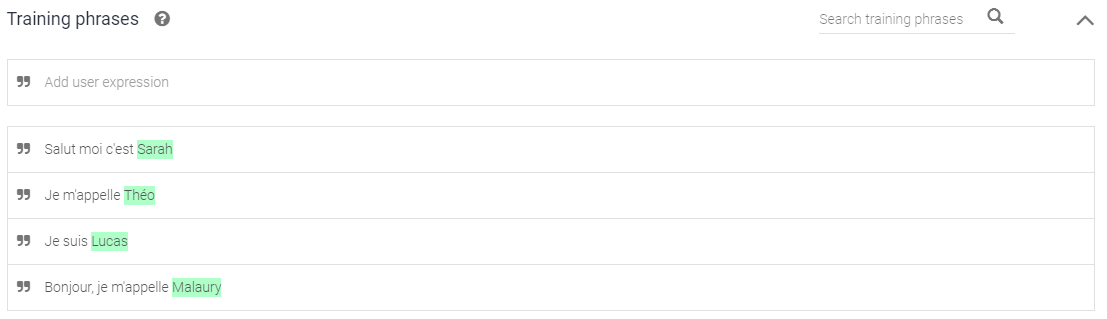 Training phrases ?
Search training phrases
Add user expression
Salut moi c'est Sarah
Je m'appelle Théo
Je suis Lucas
Bonjour, je m'appelle Malaury